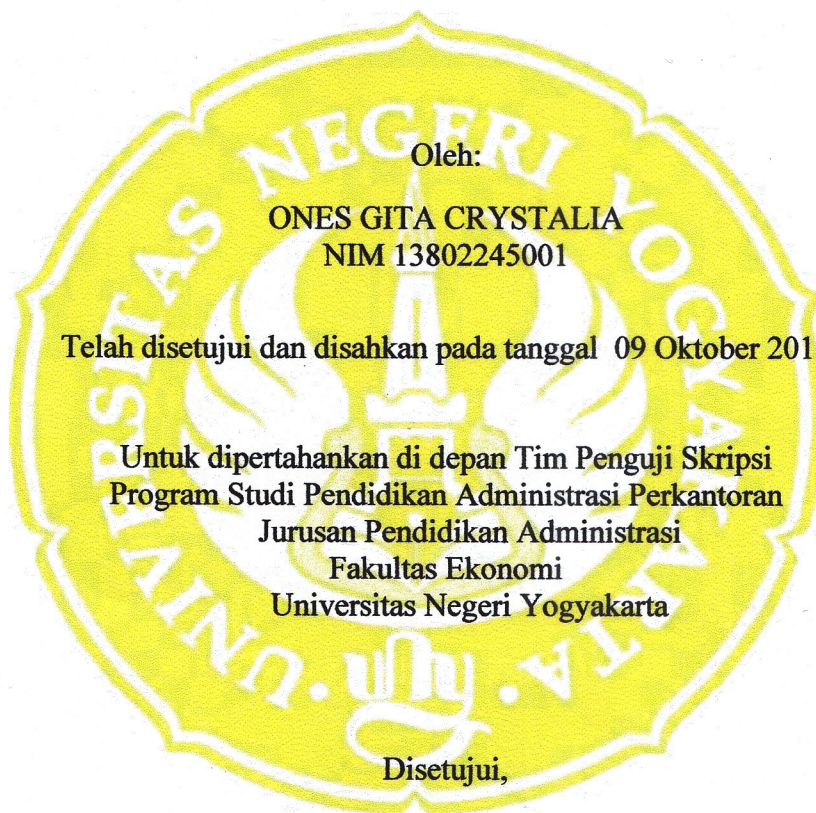 Oleh:
ONES GITA CRYSTALIA
NIM 13802245001
Telah disetujui dan disahkan pada tanggal 09 Oktober 201
Untuk dipertahankan di depan Tim Penguji Skripsi
Program Studi Pendidikan Administrasi Perkantoran
Jurusan Pendidikan Administrasi
Fakultas Ekonomi
Universitas Negeri Yogyakarta
Disetujui,
UNIVERSITAS NEGERI YOGYAKARTA
uny